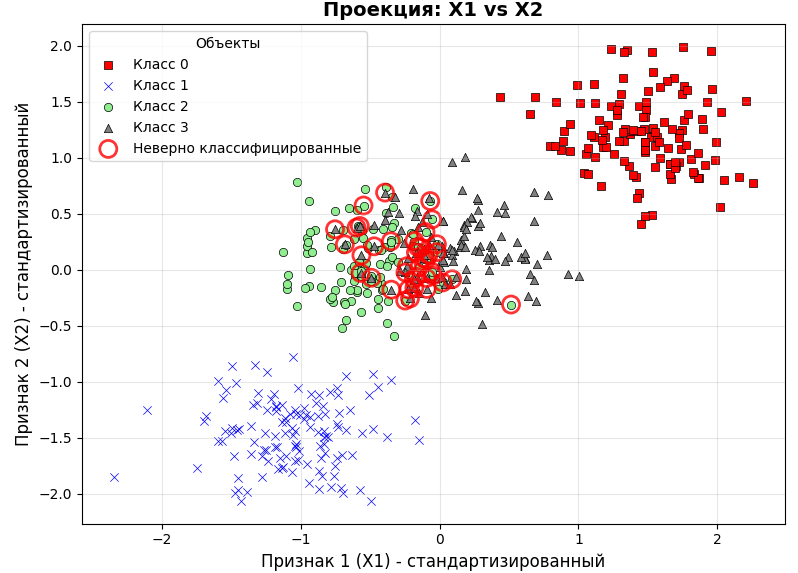 Проекция: X1 vs X2
Объекты
Класс 0
Класс 1
Класс 2
Класс 3
Неверно классифицированные
2.0
1.5
1.0
0.5
0.0
−0.5
−1.0
−1.5
−2.0
Признак 2 (X2) - стандартизированный
−2
−1
0
1
2
Признак 1 (X1) - стандартизированный